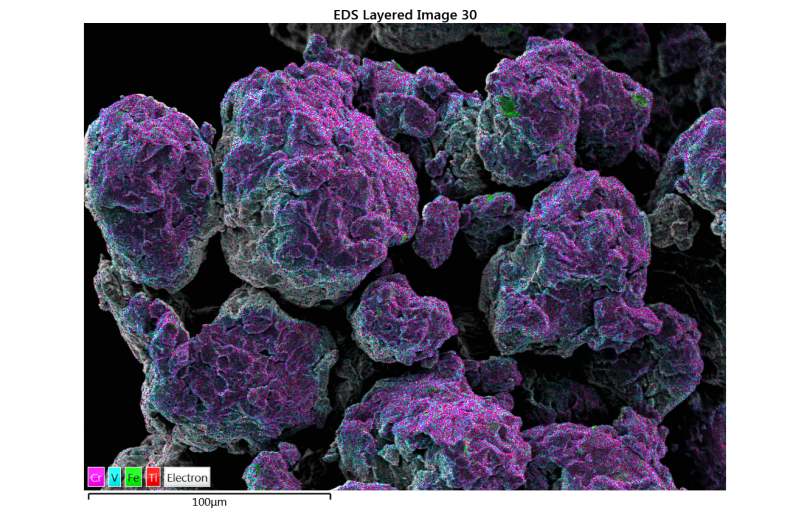 EDS Layered Image 30
Cr V Fe Ti Electron
100μm